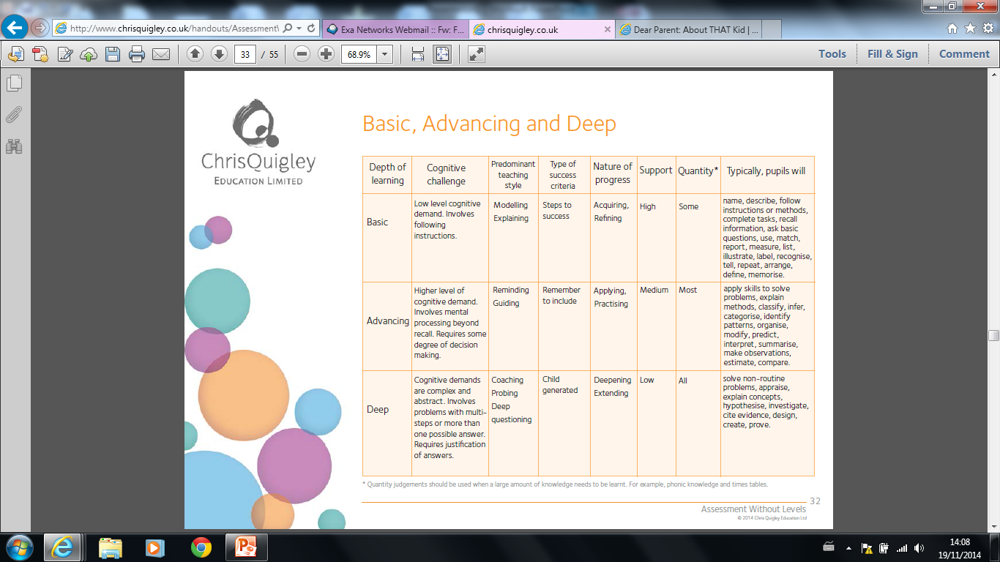 http://www.chrisquigley.co.uk/handouts/Assessment\
Exa Networks Webmail :: Fw: F...
chrisquigley.co.uk
Dear Parent: About THAT Kid | ...
33 / 55
68.9%
Tools
Fill & Sign
Comment
ChrisQuigley
EDUCATION LIMITED
Basic, Advancing and Deep
Depth of
learning
Cognitive
challenge
Predominant
teaching
style
Type of
success
criteria
Nature of
progress
Support
Quantity*
Typically, pupils will
Basic
Low level cognitive
demand. Involves
following
instructions.
Modelling
Explaining
Steps to
success
Acquiring,
Refining
High
Some
name, describe, follow
instructions or methods,
complete tasks, recall
information, ask basic
questions, use, match,
report, measure, list,
illustrate, label, recognise,
tell, repeat, arrange,
define, memorise.
Advancing
Higher level of
cognitive demand.
Involves mental
processing beyond
recall. Requires some
degree of decision
making.
Reminding
Guiding
Remember
to include
Applying,
Practising
Medium
Most
apply skills to solve
problems, explain
methods, classify, infer,
categorise, identify
patterns, organise,
modify, predict,
interpret, summarise,
make observations,
estimate, compare.
Deep
Cognitive demands
are complex and
abstract. Involves
problems with multi-
steps or more than
one possible answer.
Requires justification
of answers.
Coaching
Probing
Deep
questioning
Child
generated
Deepening
Extending
Low
All
solve non-routine
problems, appraise,
explain concepts,
hypothesise, investigate,
cite evidence, design,
create, prove.
* Quantity judgements should be used when a large amount of knowledge needs to be learnt. For example, phonic knowledge and times tables.
32
Assessment Without Levels
© 2014 Chris Quigley Education Ltd
14:08
19/11/2014